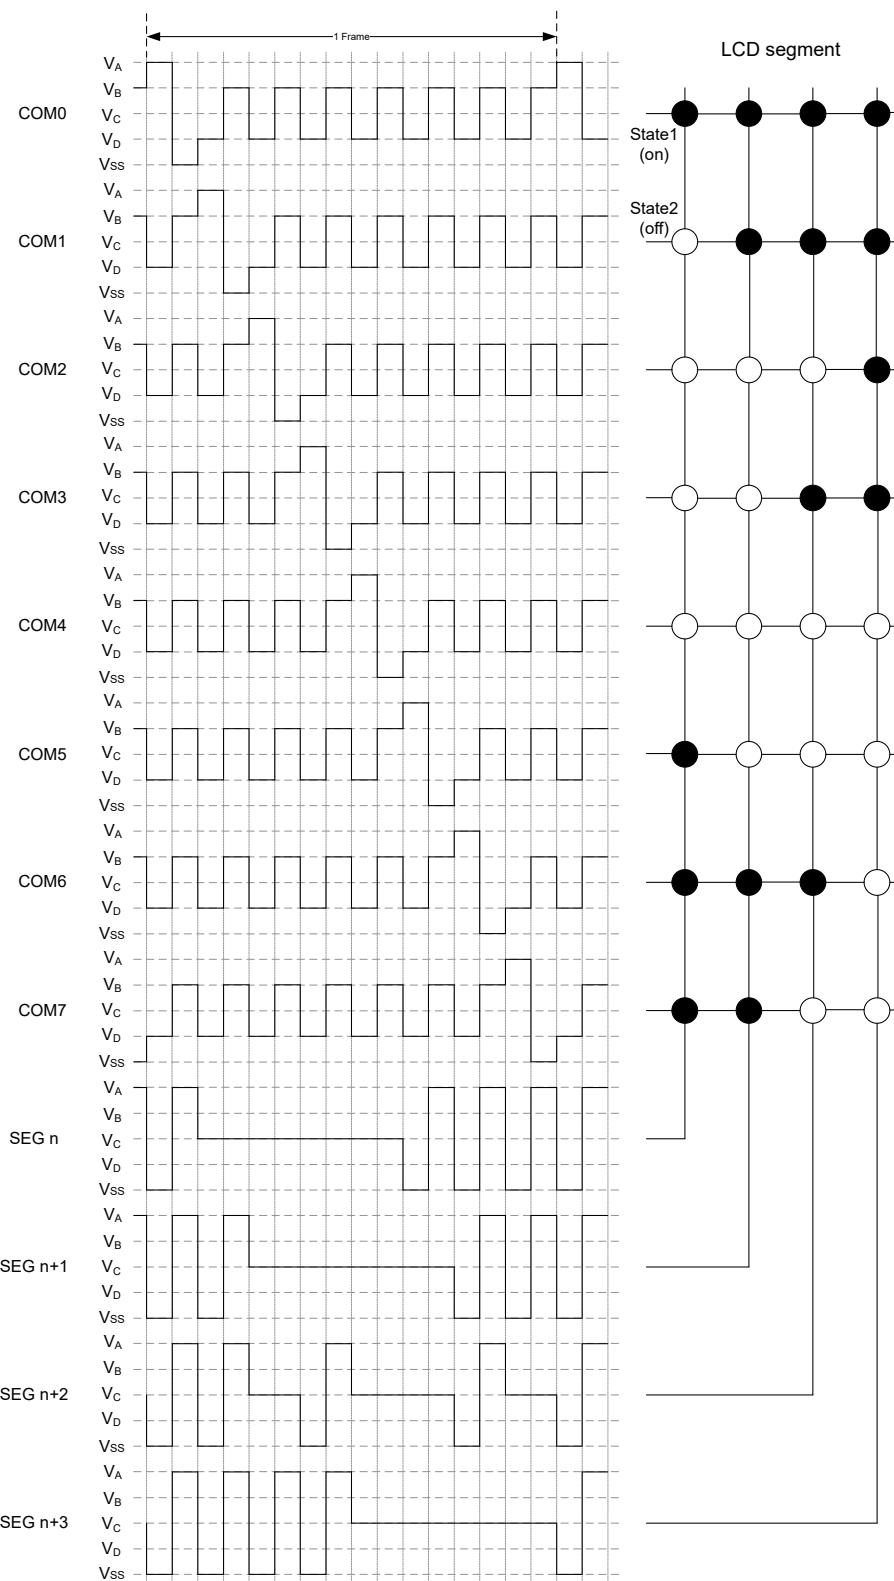 1 Frame
LCD segment
VA
VB
COM0
VC
VD
VSS
State1
(on)
VA
VB
COM1
VC
VD
VSS
State2
(off)
VA
VB
COM2
VC
VD
VSS
VA
VB
COM3
VC
VD
VSS
VA
VB
COM4
VC
VD
VSS
VA
VB
COM5
VC
VD
VSS
VA
VB
COM6
VC
VD
VSS
VA
VB
COM7
VC
VD
VSS
VA
VB
SEG n
VC
VD
VSS
VA
VB
SEG n+1
VC
VD
VSS
VA
VB
SEG n+2
VC
VD
VSS
VA
VB
SEG n+3
VC
VD
VSS